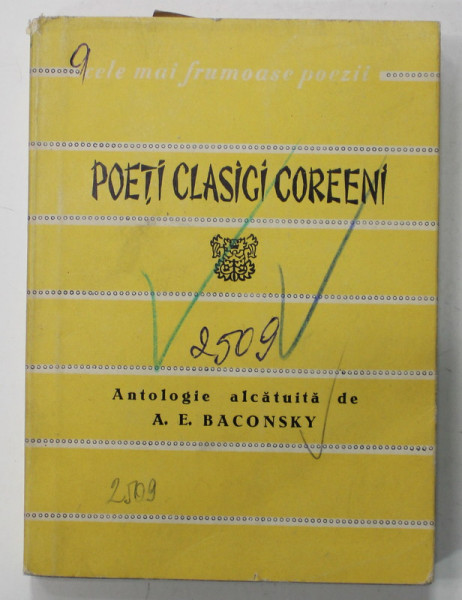 9
Cele mai frumoase poezii
POEȚI CLASICI COREENI
2509
Antologie alcătuită de
A. E. BACONSKY
2509